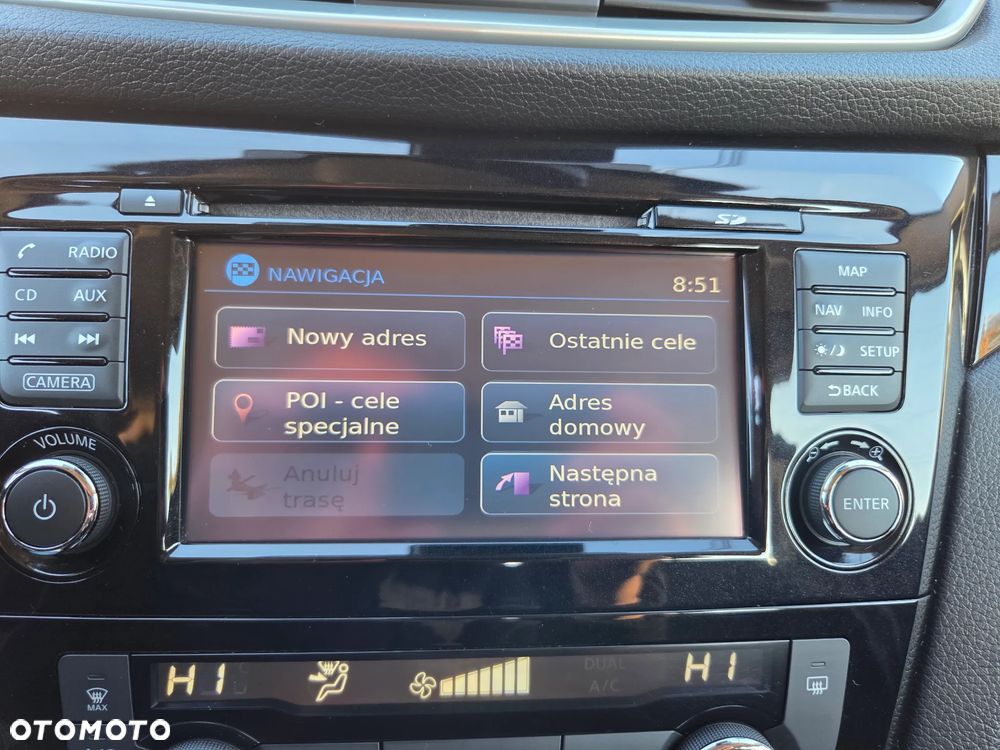 SD
RADIO
CD AUX
CAMERA
VOLUME
NAWIGACJA 8:51
Nowy adres
Ostatnie cele
POI - cele
specjalne
Adres
domowy
Anuluj
trasę
Następna
strona
MAP
NAV INFO
SETUP
BACK
ENTER
HI
DUAL
A/C
HI
MAX
OTOMOTO